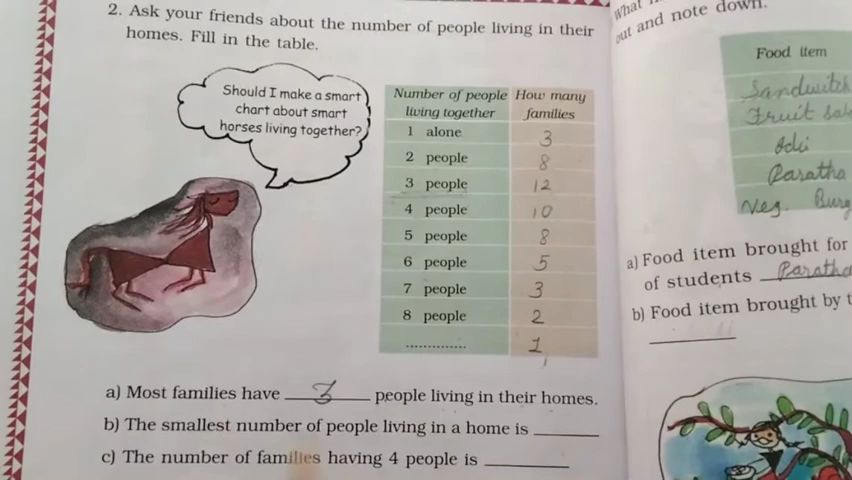 2. Ask your friends about the number of people living in their
homes. Fill in the table.
Should I make a smart
chart about smart
horses living together?
Number of people How many
living together families
1 alone 3
2 people 8
3 people 12
4 people 10
5 people 8
6 people 5
7 people 3
8 people 2
.............. 1
a) Most families have 3 people living in their homes.
b) The smallest number of people living in a home is ________
c) The number of families having 4 people is __________
What
out and note down.
Food item
Sandwitch
Fruit
Paratha
Veg. Burg
a) Food item brought for
of students Paratha
b) Food item brought by t
__________